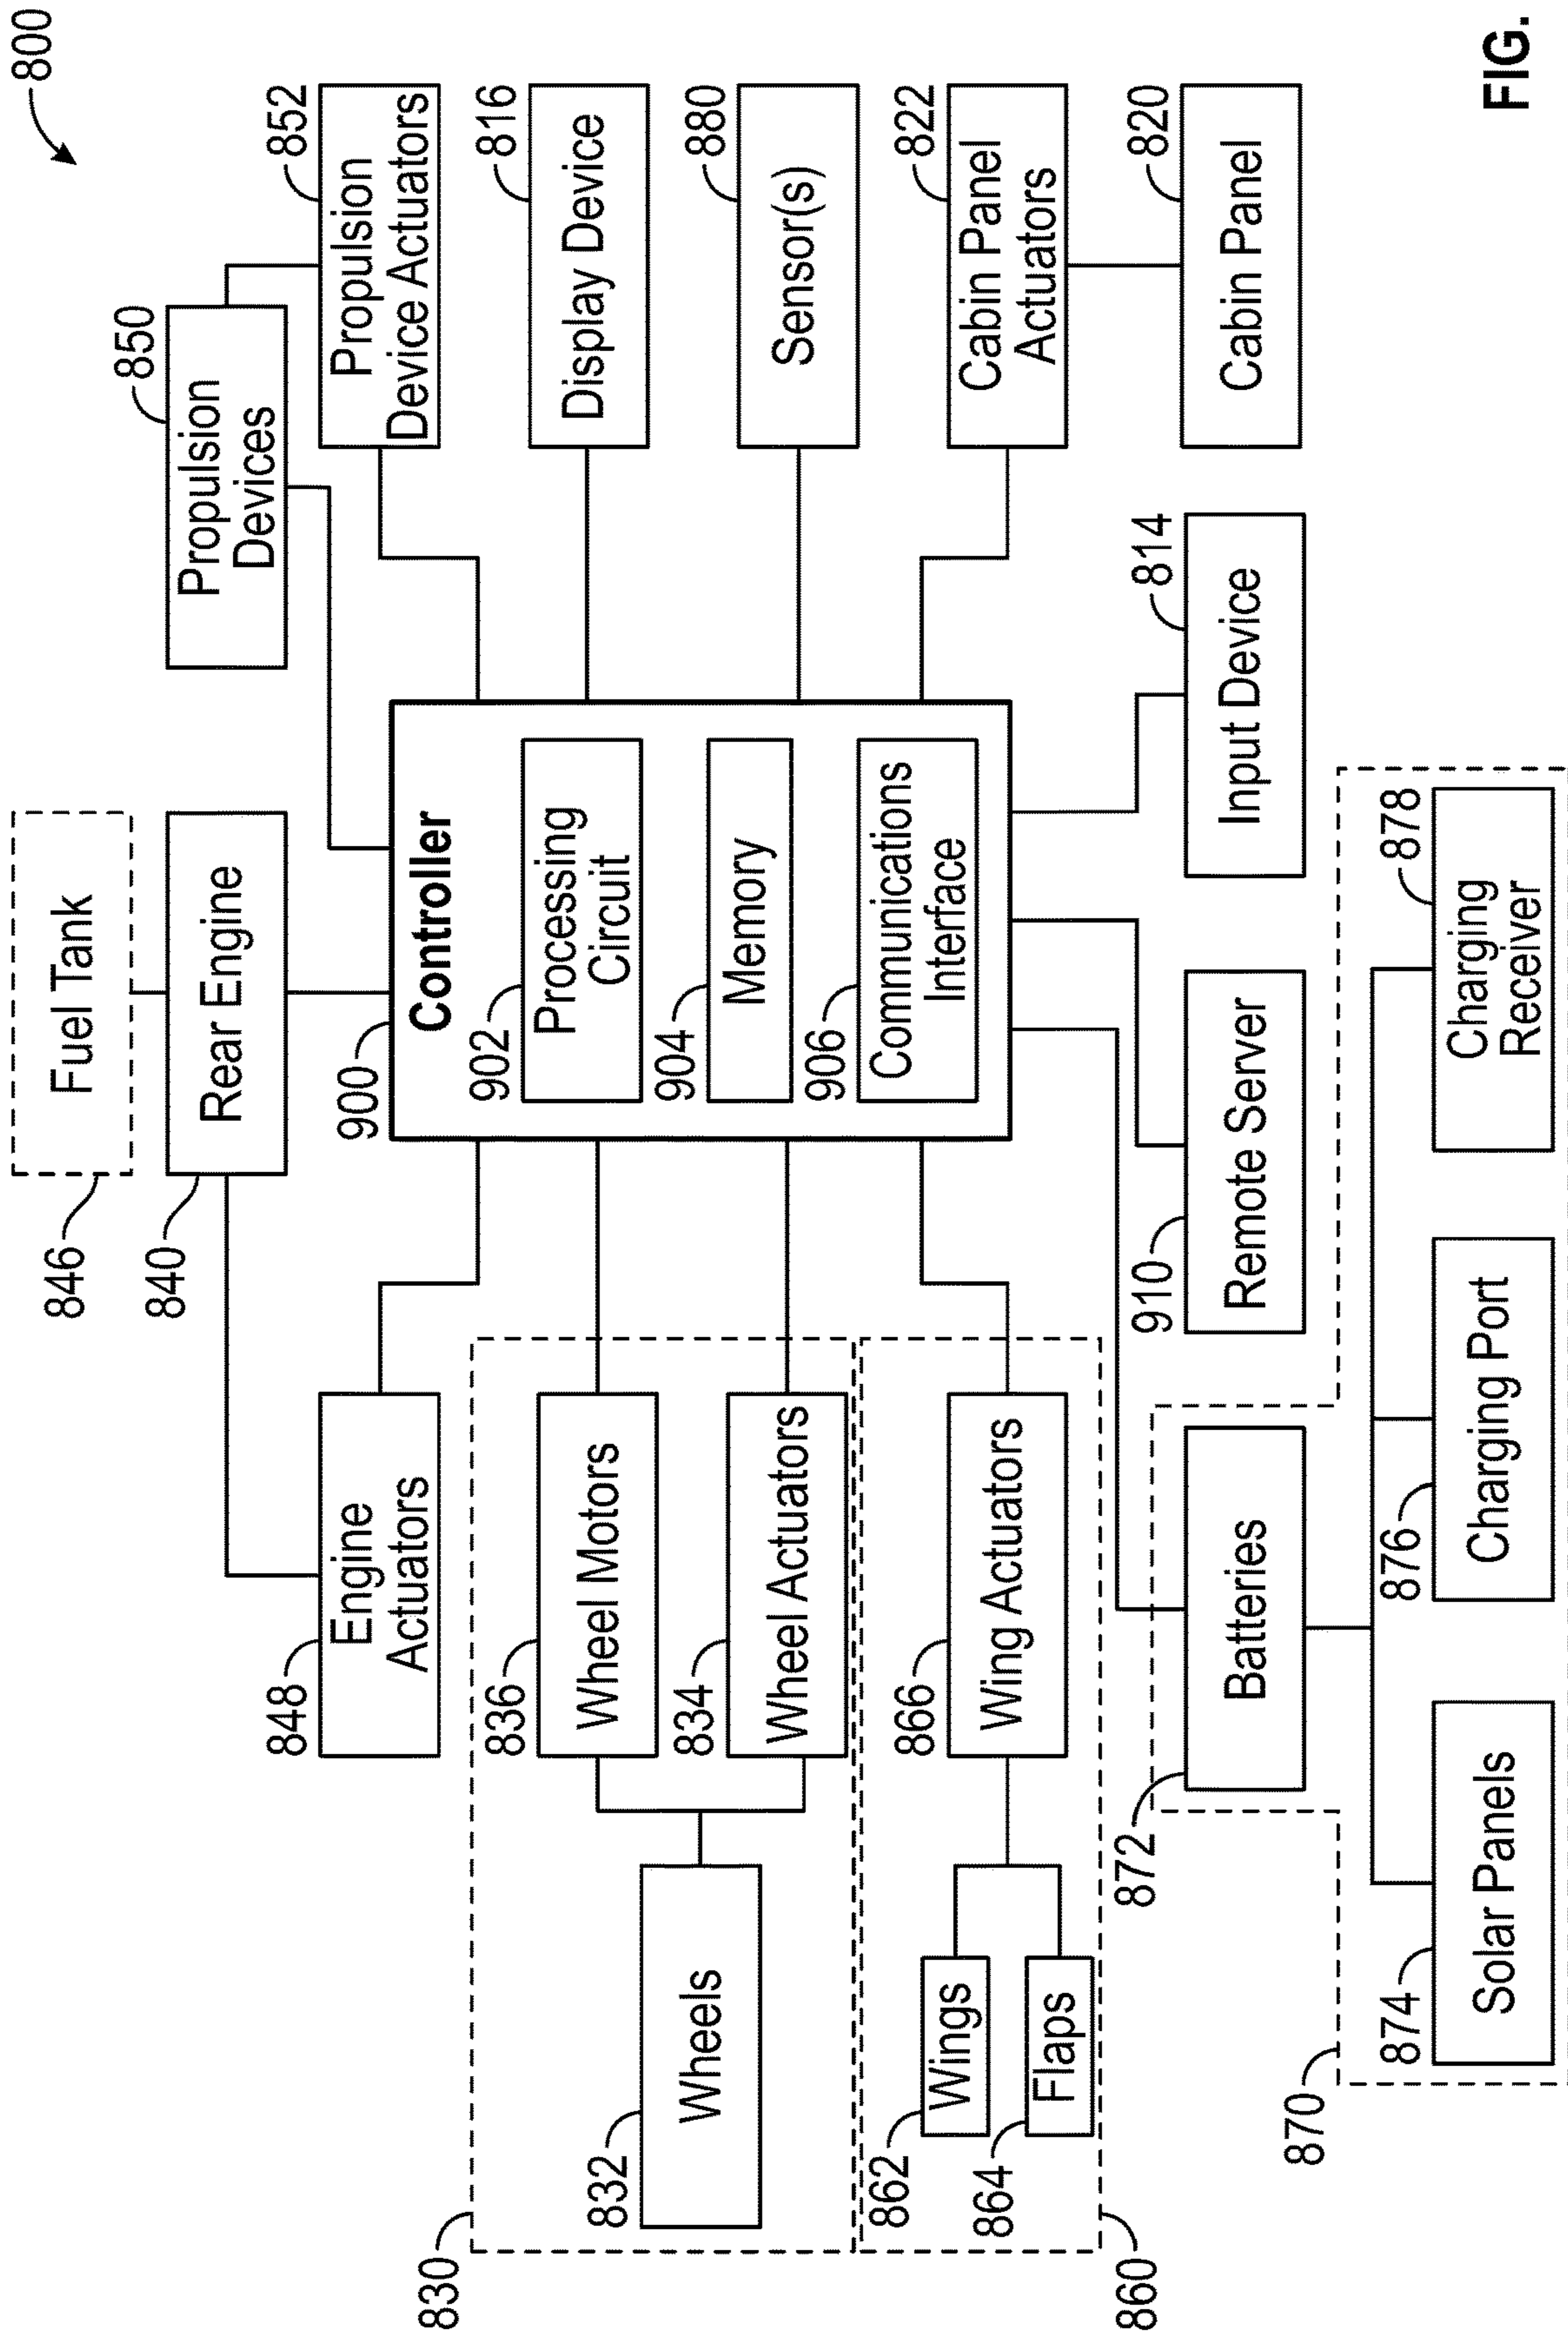 800
Fuel Tank
846
Rear Engine
840
Propulsion
Devices
850
848
Engine
Actuators
Propulsion
Device Actuators
852
900
Controller
902
Processing
Circuit
904
Memory
906
Communications
Interface
830
832
Wheels
836
Wheel Motors
834
Wheel Actuators
Display Device
816
Sensor(s)
880
860
862
Wings
864
Flaps
866
Wing Actuators
Cabin Panel
Actuators
822
Cabin Panel
820
870
872
Batteries
910
Remote Server
Input Device
814
874
Solar Panels
876
Charging Port
Charging
Receiver
878
FIG.